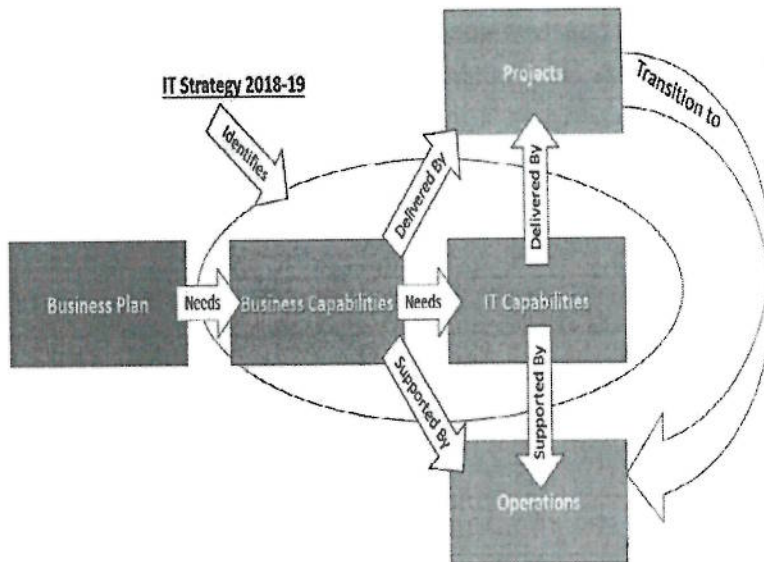 Projects
Transition to
IT Strategy 2018-19
Identifies
Delivered By
Delivered By
Business Plan
Needs
Business Capabilities
Needs
IT Capabilities
Supported By
Supported By
Operations